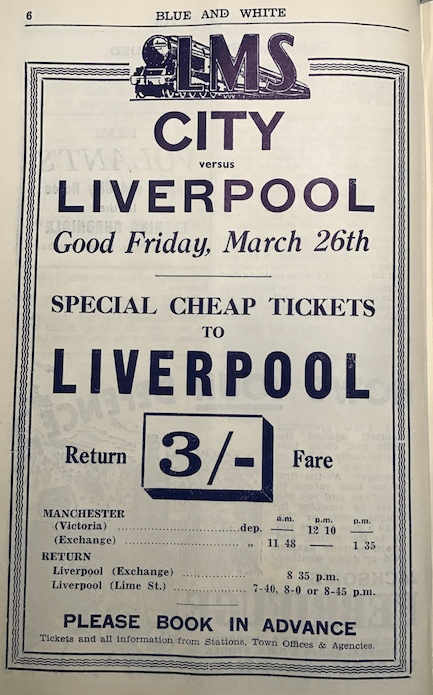 6 BLUE AND WHITE
LMS
CITY
versus
LIVERPOOL
Good Friday, March 26th
SPECIAL CHEAP TICKETS
TO
LIVERPOOL
Return 3/- Fare
MANCHESTER a.m. p.m. p.m.
(Victoria) ........................ dep. —— 12 10 ——
(Exchange) ........................ „ 11 48 —— 1 35
RETURN
Liverpool (Exchange) ................ 8 35 p.m.
Liverpool (Lime St.) ................ 7-40, 8-0 or 8-45 p.m.
PLEASE BOOK IN ADVANCE
Tickets and all information from Stations, Town Offices & Agencies.